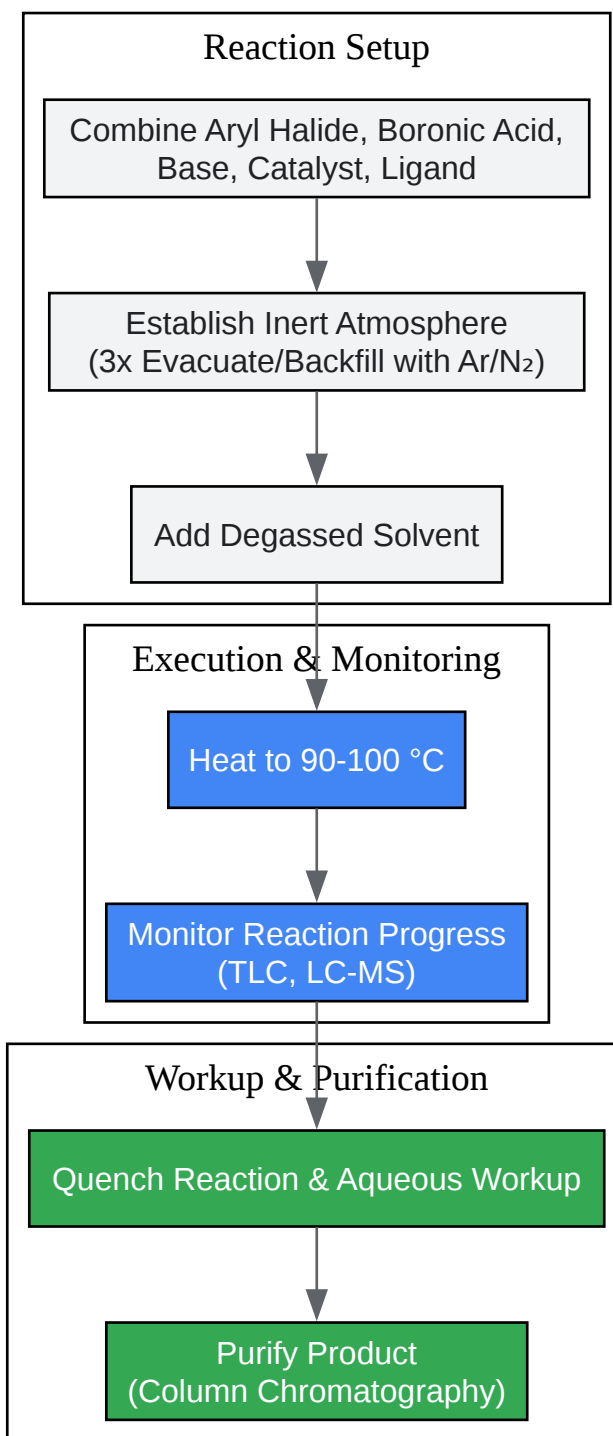 Reaction Setup
Combine Aryl Halide, Boronic Acid,
Base, Catalyst, Ligand
Establish Inert Atmosphere
(3x Evacuate/Backfill with Ar/N₂)
Add Degassed Solvent
Execution & Monitoring
Heat to 90-100 °C
Monitor Reaction Progress
(TLC, LC-MS)
Workup & Purification
Quench Reaction & Aqueous Workup
Purify Product
(Column Chromatography)